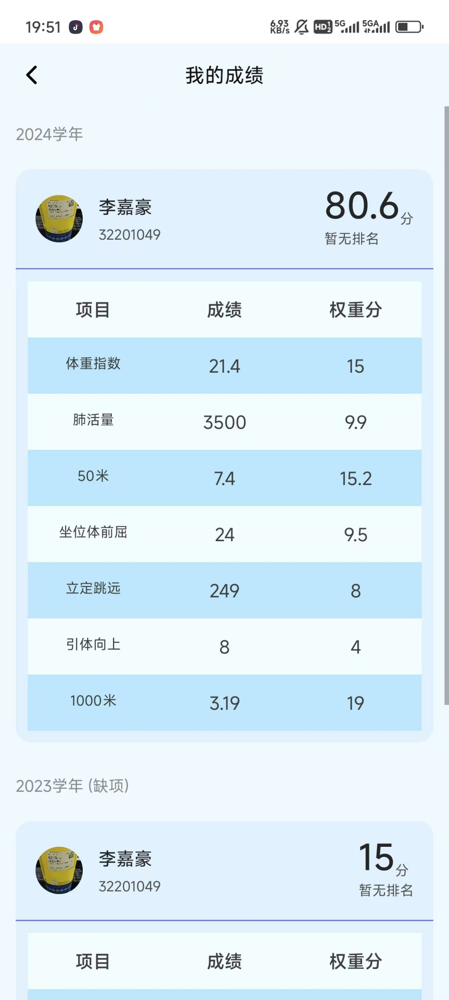 19:51 6.93 KB/s HD 1 2 5G 5GA
我的成绩
2024学年
李嘉豪 80.6分
32201049 暂无排名
项目 成绩 权重分
体重指数 21.4 15
肺活量 3500 9.9
50米 7.4 15.2
坐位体前屈 24 9.5
立定跳远 249 8
引体向上 8 4
1000米 3.19 19
2023学年 (缺项)
李嘉豪 15分
32201049 暂无排名
项目 成绩 权重分